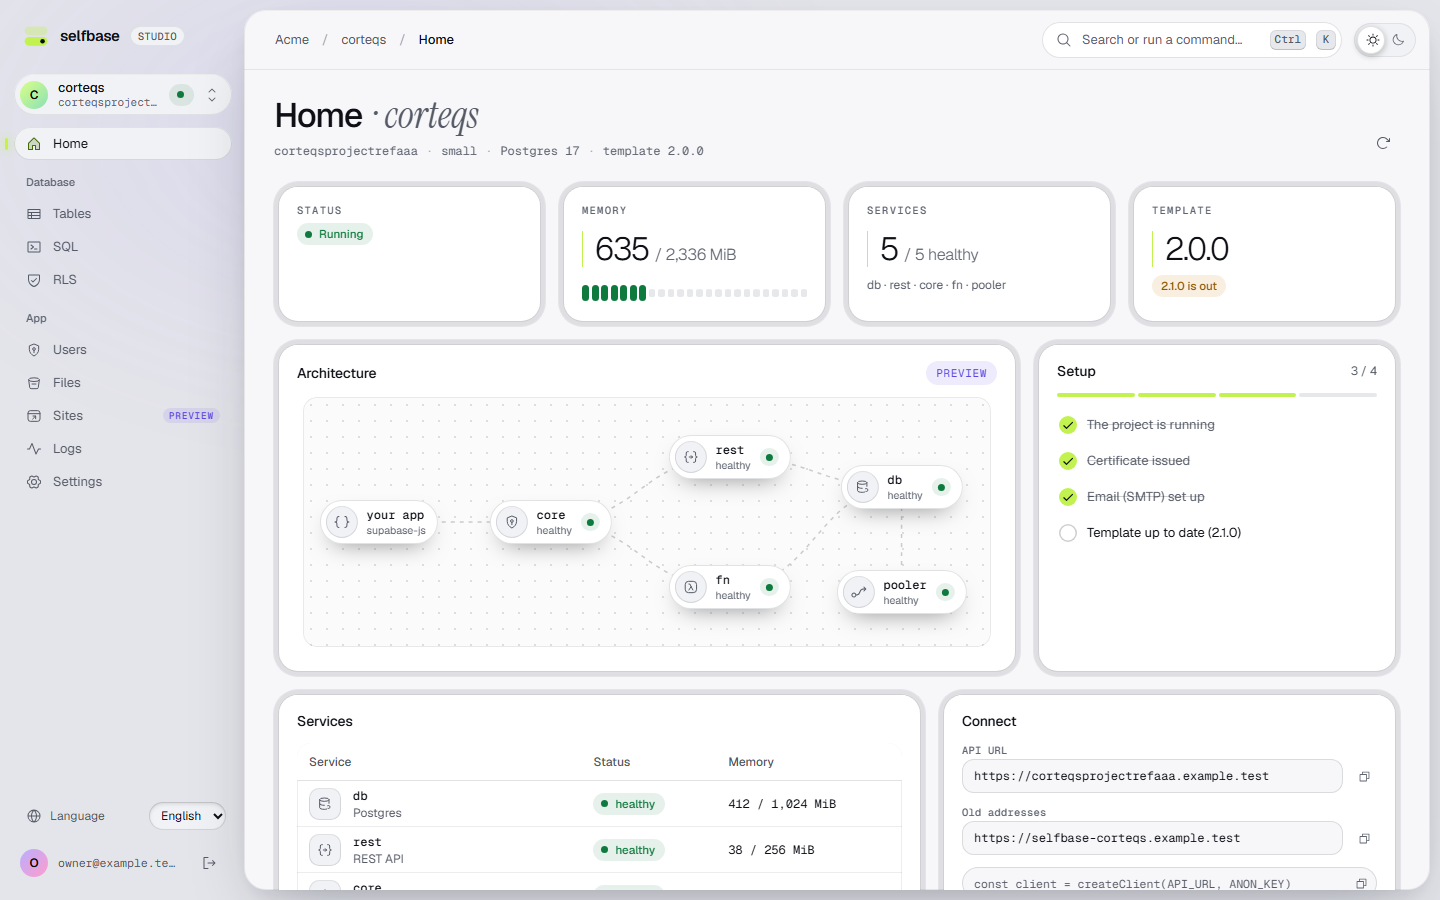 selfbase STUDIO
Acme / corteqs / Home
Search or run a command... Ctrl K
C corteqs
corteqsproject…
Home
Database
Tables
SQL
RLS
App
Users
Files
Sites PREVIEW
Logs
Settings
Language English
O owner@example.te…
Home · corteqs
corteqsprojectrefaaa · small · Postgres 17 · template 2.0.0
STATUS
Running
MEMORY
635 / 2,336 MiB
SERVICES
5 / 5 healthy
db · rest · core · fn · pooler
TEMPLATE
2.0.0
2.1.0 is out
Architecture PREVIEW
your app
supabase-js
core
healthy
rest
healthy
fn
healthy
db
healthy
pooler
healthy
Setup 3 / 4
The project is running
Certificate issued
Email (SMTP) set up
Template up to date (2.1.0)
Services
Service Status Memory
db
Postgres
healthy
412 / 1,024 MiB
rest
REST API
healthy
38 / 256 MiB
core
Connect
API URL
https://corteqsprojectrefaaa.example.test
Old addresses
https://selfbase-corteqs.example.test
const client = createClient(API_URL, ANON_KEY)